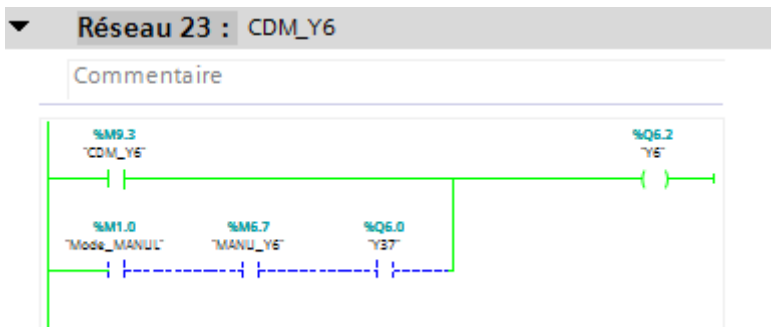 Réseau 23 : CDM_Y6
Commentaire
%M9.3
"CDM_Y6"
%Q6.2
"Y6"
%M1.0
"Mode_MANUL"
%M6.7
"MANU_Y6"
%Q6.0
"Y37"